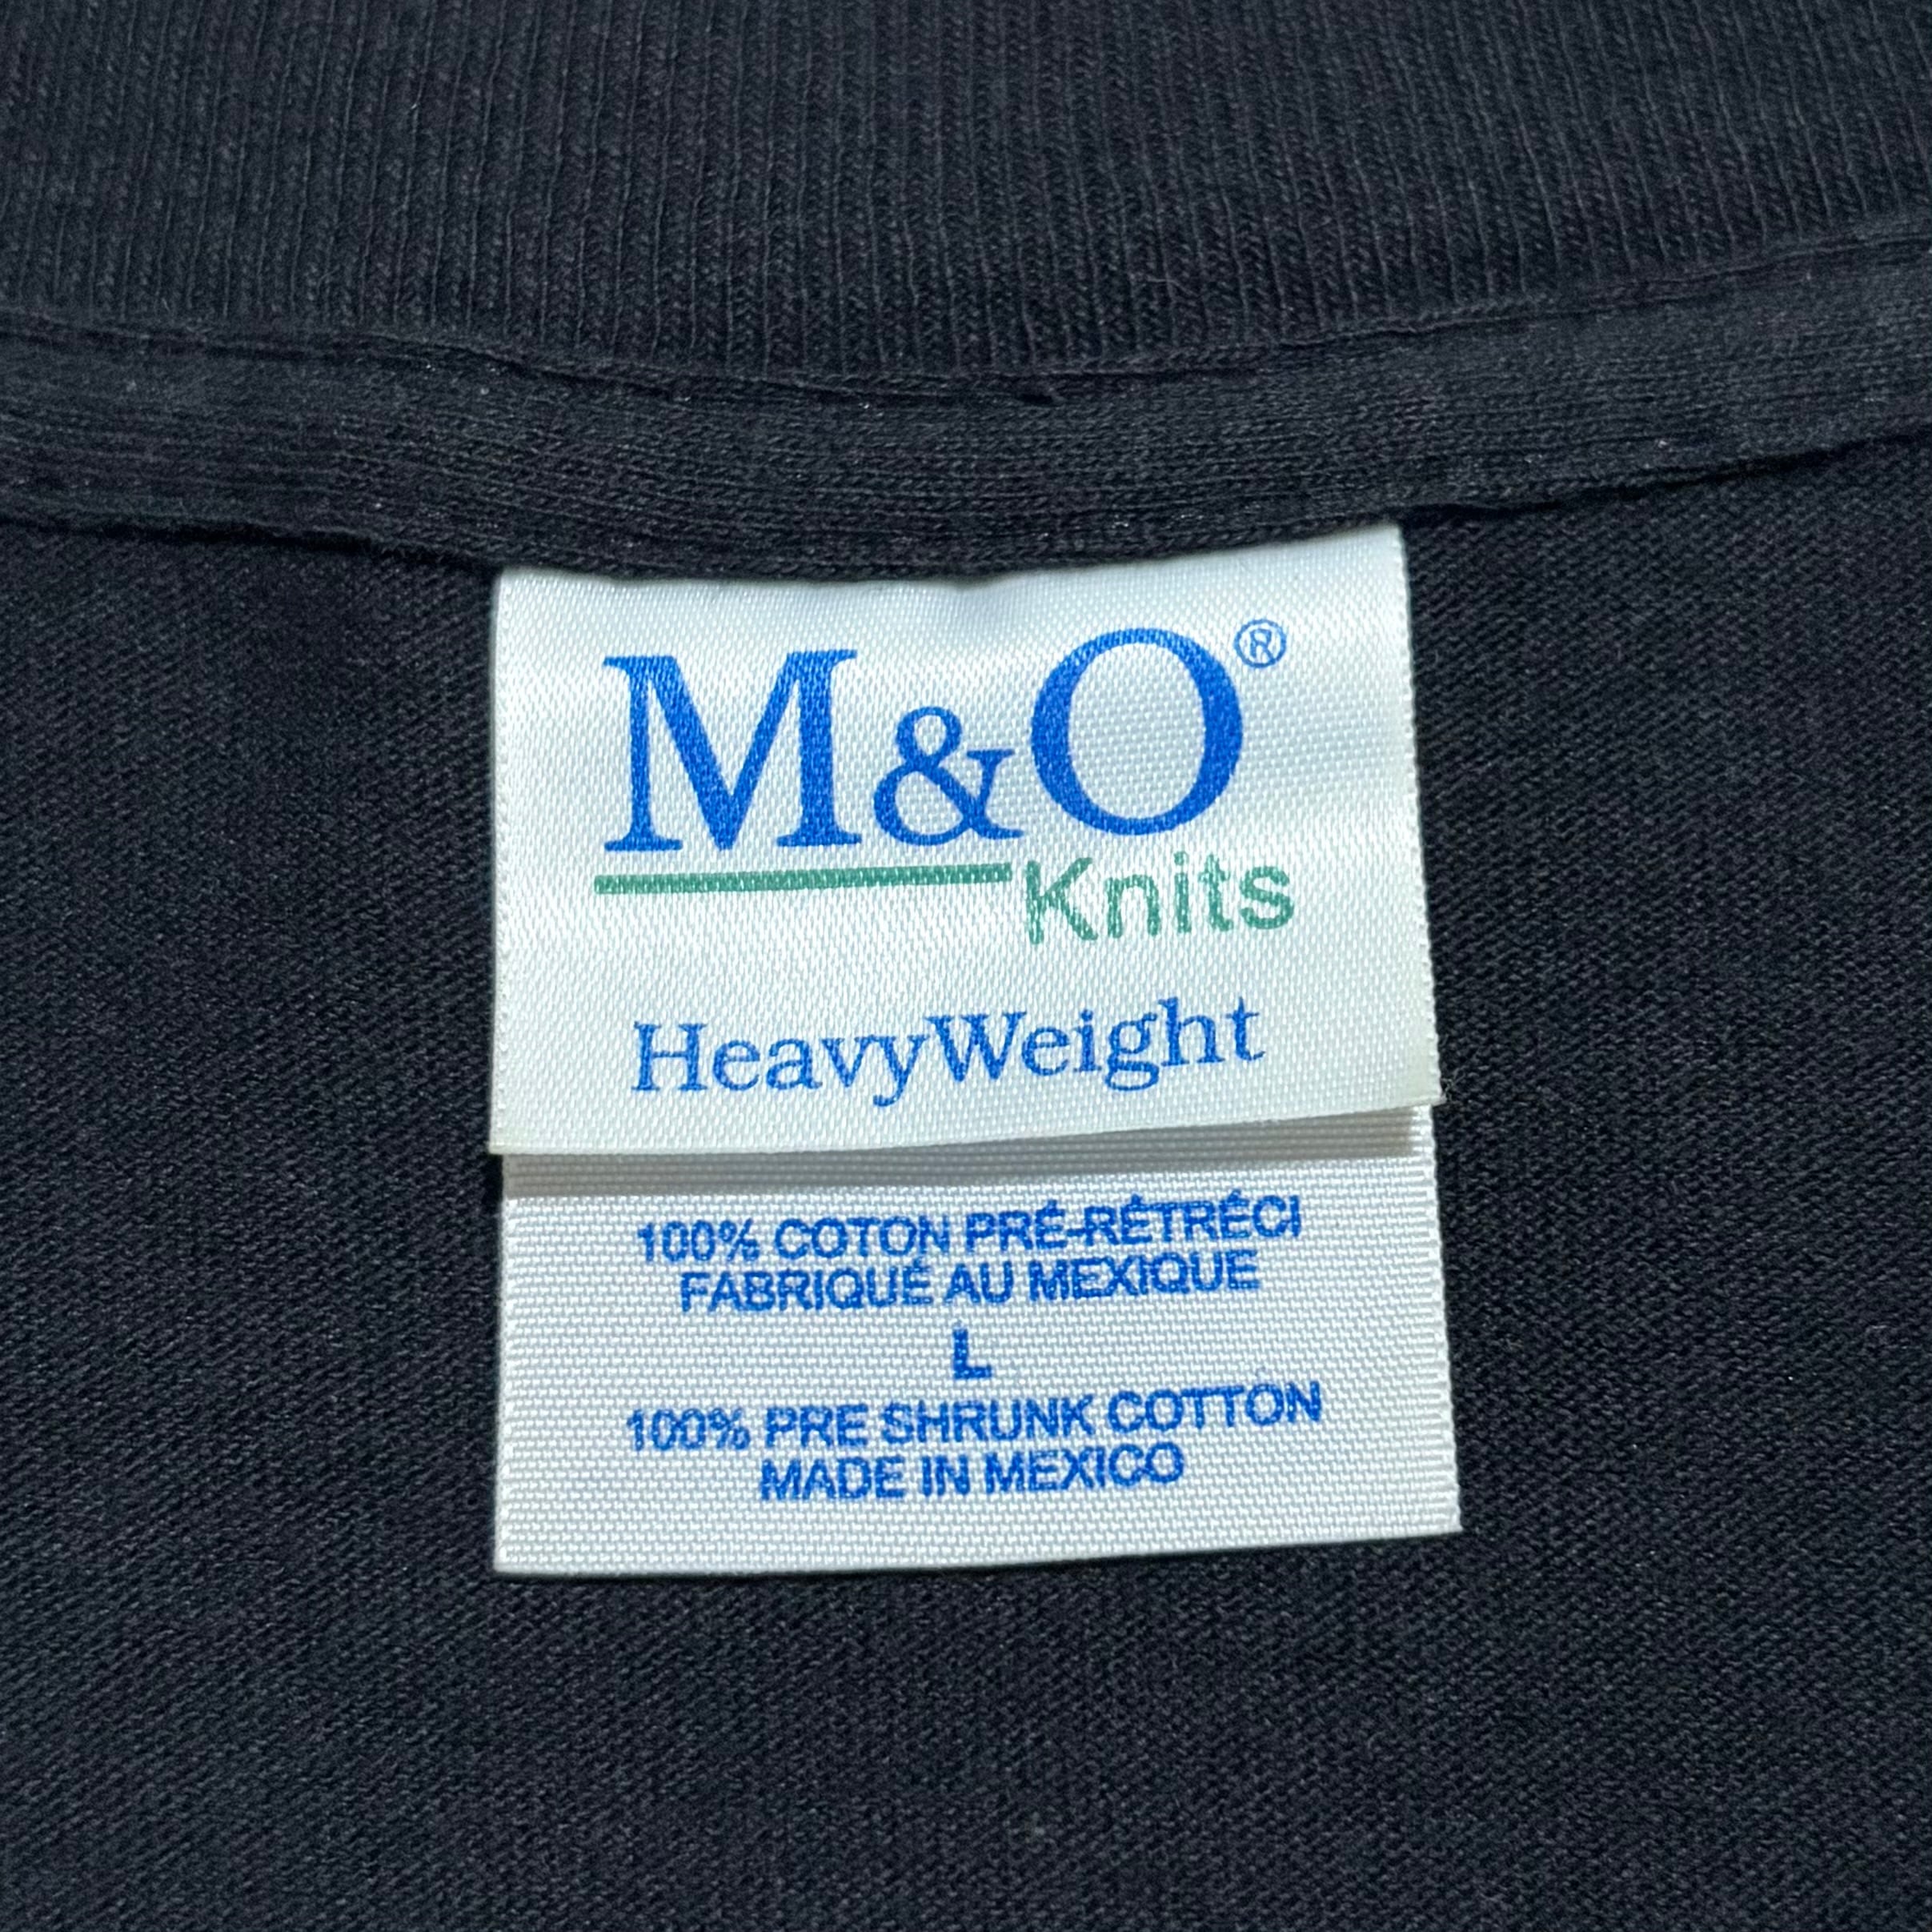 M&O®
Knits
HeavyWeight
100% COTON PRÉ-RÉTRÉCI
FABRIQUÉ AU MEXIQUE
L
100% PRE SHRUNK COTTON
MADE IN MEXICO